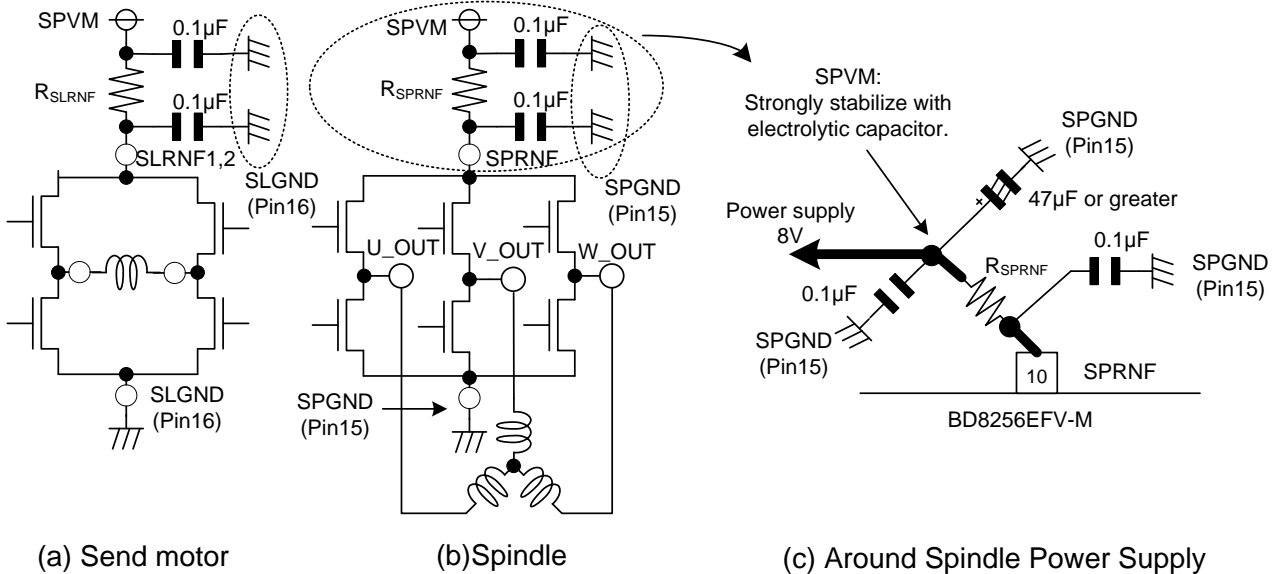 SPVM
0.1µF
RSLRNF
0.1µF
SLRNF1,2
SLGND
(Pin16)
SLGND
(Pin16)
(a) Send motor
SPVM
0.1µF
RSPRNF
0.1µF
SPRNF
SPGND
(Pin15)
U_OUT
V_OUT
W_OUT
SPGND
(Pin15)
(b)Spindle
SPVM:
Strongly stabilize with
electrolytic capacitor.
SPGND
(Pin15)
+
47µF or greater
Power supply
8V
0.1µF
RSPRNF
SPGND
(Pin15)
0.1µF
SPGND
(Pin15)
10
SPRNF
BD8256EFV-M
(c) Around Spindle Power Supply